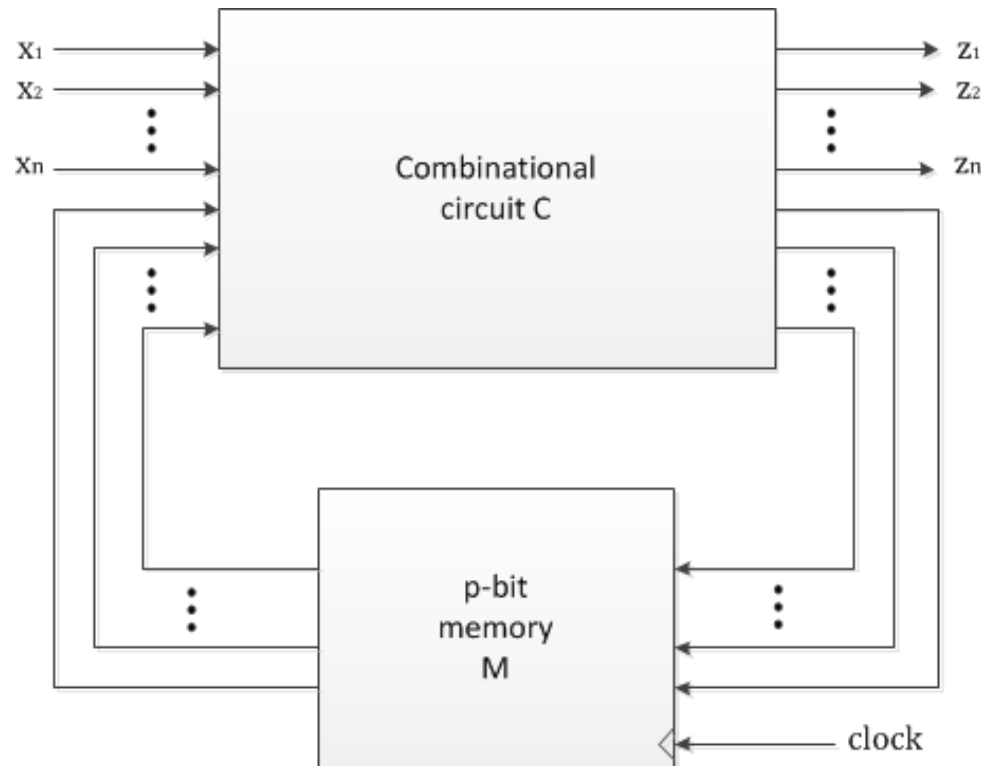 x1
z1
x2
z2
xn
zn
Combinational
circuit C
p-bit
memory
M
clock